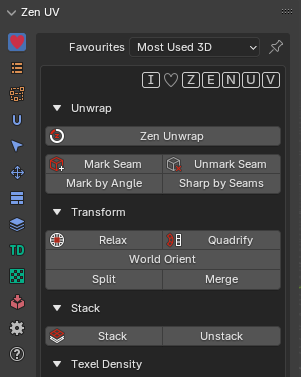 Zen UV
Favourites Most Used 3D
I ♡ Z E N U V
Unwrap
Zen Unwrap
Mark Seam Unmark Seam
Mark by Angle Sharp by Seams
Transform
Relax Quadrify
World Orient
Split Merge
Stack
Stack Unstack
TD
Texel Density